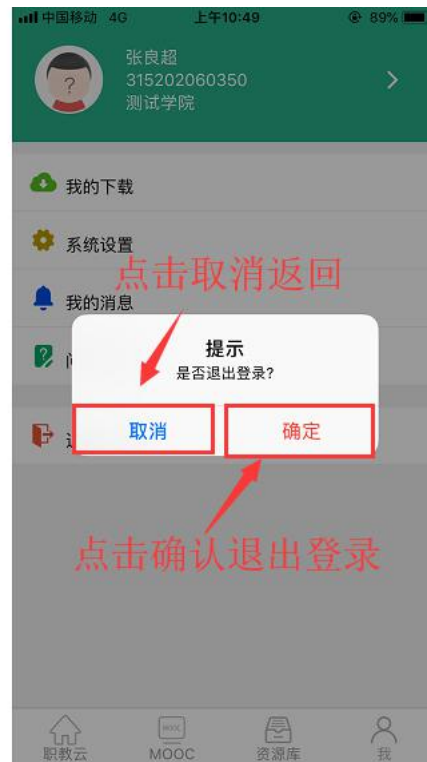 中国移动 4G 上午10:49 89%
张良超
315202060350
测试学院
我的下载
系统设置
点击取消返回
我的消息
提示
是否退出登录?
取消 确定
点击确认退出登录
职教云 MOOC 资源库 我